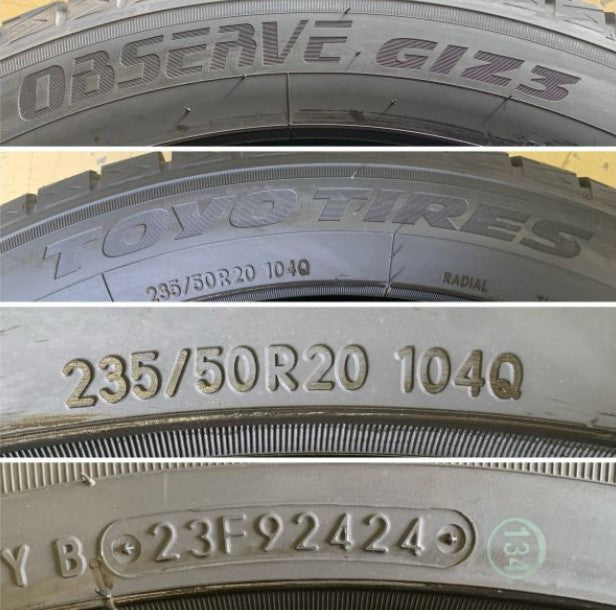 OBSERVE GIZ3
TOYO TIRES
235/50R20 104Q
RADIAL
235/50R20 104Q
Y B 23F92424
134